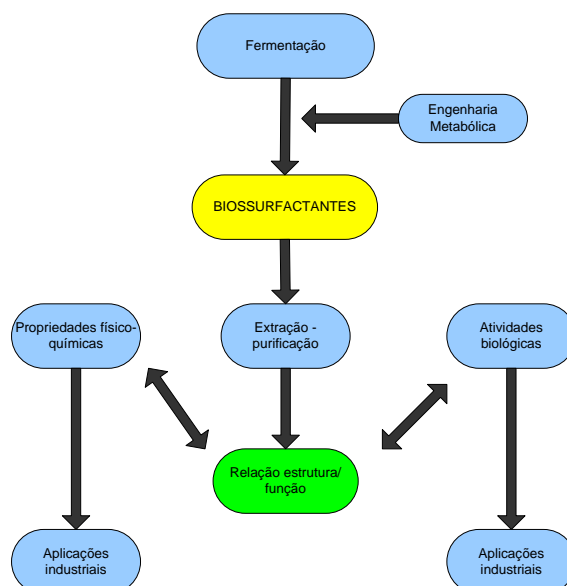 Fermentação
Engenharia
Metabólica
BIOSSURFACTANTES
Propriedades físico-
químicas
Extração -
purificação
Atividades
biológicas
Relação estrutura/
função
Aplicações
industriais
Aplicações
industriais